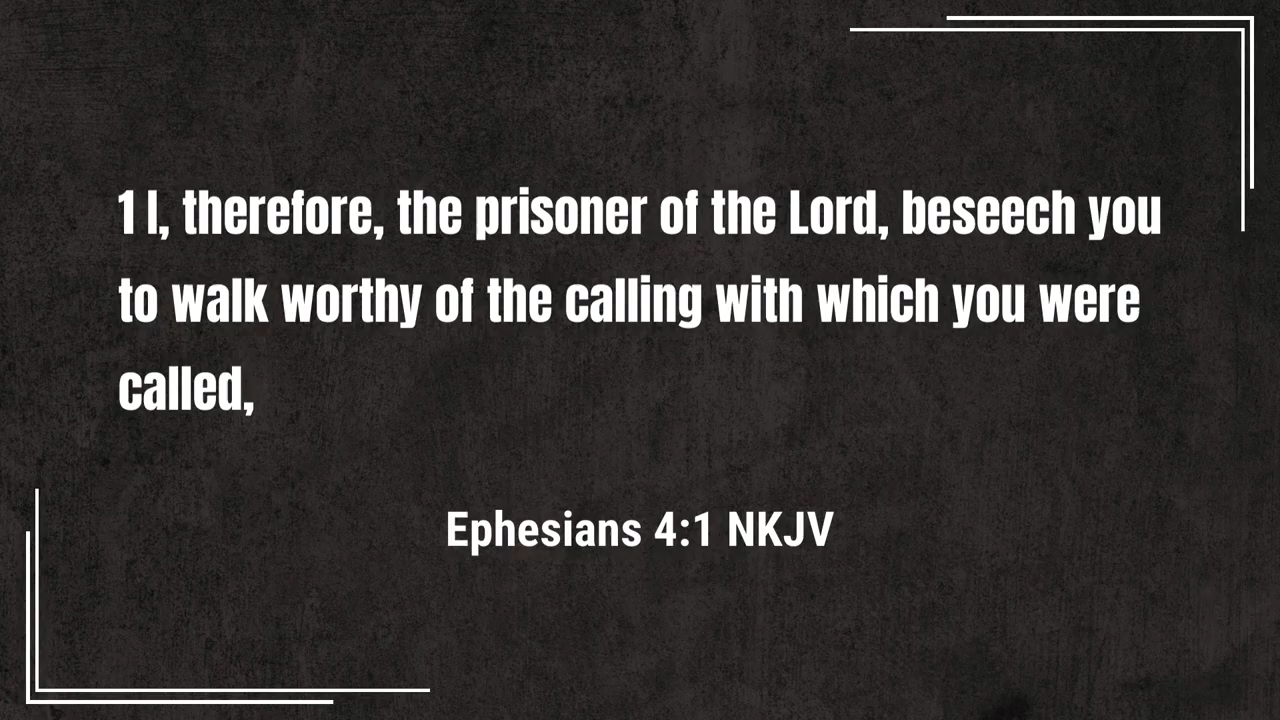 1 I, therefore, the prisoner of the Lord, beseech you
to walk worthy of the calling with which you were
called,
Ephesians 4:1 NKJV